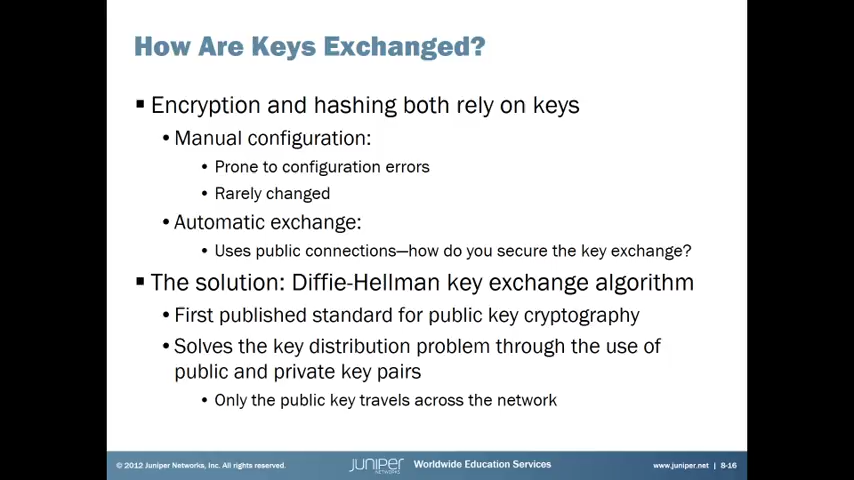 How Are Keys Exchanged?
▪ Encryption and hashing both rely on keys
• Manual configuration:
• Prone to configuration errors
• Rarely changed
• Automatic exchange:
• Uses public connections—how do you secure the key exchange?
▪ The solution: Diffie-Hellman key exchange algorithm
• First published standard for public key cryptography
• Solves the key distribution problem through the use of
public and private key pairs
• Only the public key travels across the network
© 2012 Juniper Networks, Inc. All rights reserved.
JUNIPER
NETWORKS
Worldwide Education Services
www.juniper.net | 8-16